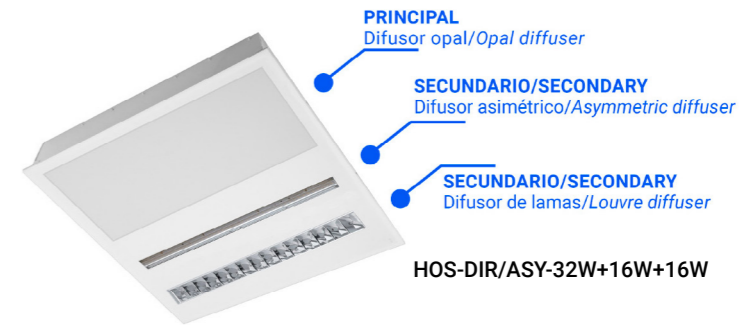 PRINCIPAL
Difusor opal/Opal diffuser
SECUNDARIO/SECONDARY
Difusor asimétrico/Asymmetric diffuser
SECUNDARIO/SECONDARY
Difusor de lamas/Louvre diffuser
HOS-DIR/ASY-32W+16W+16W